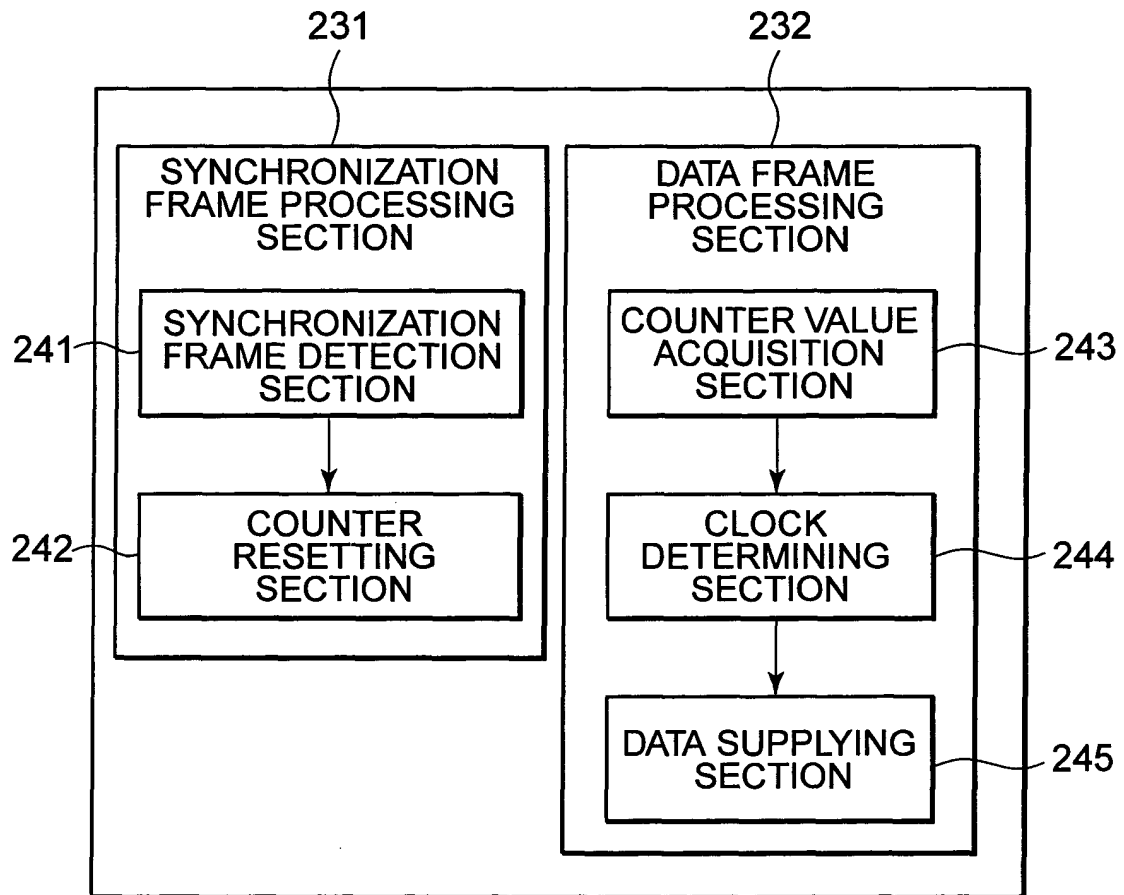 231
232
SYNCHRONIZATION
FRAME PROCESSING
SECTION
DATA FRAME
PROCESSING
SECTION
241
SYNCHRONIZATION
FRAME DETECTION
SECTION
COUNTER VALUE
ACQUISITION
SECTION
243
242
COUNTER
RESETTING
SECTION
CLOCK
DETERMINING
SECTION
244
DATA SUPPLYING
SECTION
245